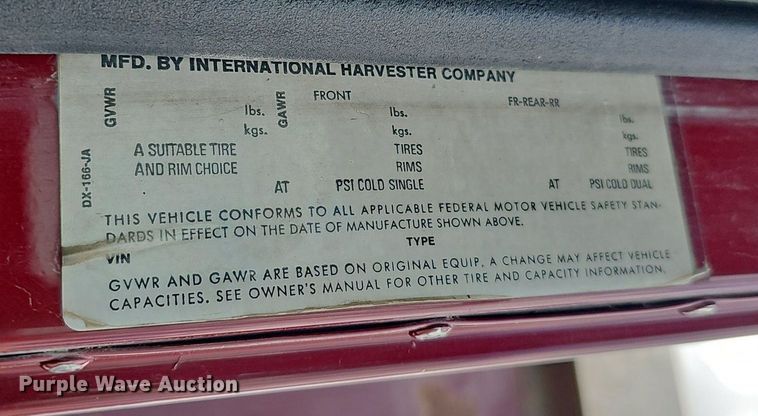 MFD. BY INTERNATIONAL HARVESTER COMPANY
GVWR lbs. kgs.
GAWR FRONT lbs. kgs. FR-REAR-RR lbs. kgs.
A SUITABLE TIRE TIRES TIRES
AND RIM CHOICE RIMS RIMS
AT PSI COLD SINGLE AT PSI COLD DUAL
DX-166-JA
THIS VEHICLE CONFORMS TO ALL APPLICABLE FEDERAL MOTOR VEHICLE SAFETY STAN-
DARDS IN EFFECT ON THE DATE OF MANUFACTURE SHOWN ABOVE.
VIN TYPE
GVWR AND GAWR ARE BASED ON ORIGINAL EQUIP. A CHANGE MAY AFFECT VEHICLE
CAPACITIES. SEE OWNER'S MANUAL FOR OTHER TIRE AND CAPACITY INFORMATION.
Purple Wave Auction